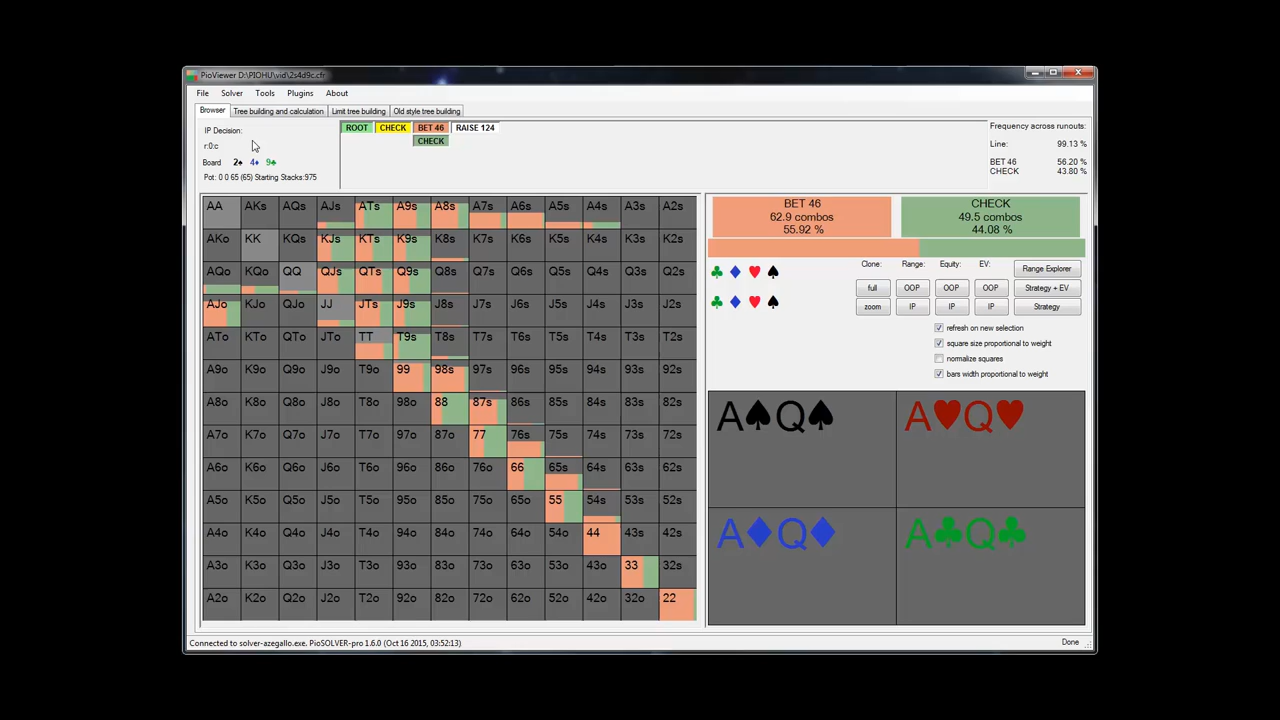 PioViewer D:\PIOHU\vid\2s4d9c.cfr
File Solver Tools Plugins About
Browser Tree building and calculation Limit tree building Old style tree building
IP Decision:
r:0:c
Board 2♠ 4♦ 9♣
Pot: 0 0 65 (65) Starting Stacks:975
ROOT CHECK BET 46 RAISE 124
CHECK
Frequency across runouts:
Line: 99.13 %
BET 46 56.20 %
CHECK 43.80 %
AA AKs AQs AJs ATs A9s A8s A7s A6s A5s A4s A3s A2s
AKo KK KQs KJs KTs K9s K8s K7s K6s K5s K4s K3s K2s
AQo KQo QQ QJs QTs Q9s Q8s Q7s Q6s Q5s Q4s Q3s Q2s
AJo KJo QJo JJ JTs J9s J8s J7s J6s J5s J4s J3s J2s
ATo KTo QTo JTo TT T9s T8s T7s T6s T5s T4s T3s T2s
A9o K9o Q9o J9o T9o 99 98s 97s 96s 95s 94s 93s 92s
A8o K8o Q8o J8o T8o 98o 88 87s 86s 85s 84s 83s 82s
A7o K7o Q7o J7o T7o 97o 87o 77 76s 75s 74s 73s 72s
A6o K6o Q6o J6o T6o 96o 86o 76o 66 65s 64s 63s 62s
A5o K5o Q5o J5o T5o 95o 85o 75o 65o 55 54s 53s 52s
A4o K4o Q4o J4o T4o 94o 84o 74o 64o 54o 44 43s 42s
A3o K3o Q3o J3o T3o 93o 83o 73o 63o 53o 43o 33 32s
A2o K2o Q2o J2o T2o 92o 82o 72o 62o 52o 42o 32o 22
BET 46 CHECK
62.9 combos 49.5 combos
55.92 % 44.08 %
♣ ♦ ♥ ♠
♣ ♦ ♥ ♠
Clone: Range: Equity: EV: Range Explorer
full OOP OOP OOP Strategy + EV
zoom IP IP IP Strategy
refresh on new selection
square size proportional to weight
normalize squares
bars width proportional to weight
A♠Q♠ A♥Q♥
A♦Q♦ A♣Q♣
Connected to solver-azegallo.exe. PioSOLVER-pro 1.6.0 (Oct 16 2015, 03:52:13) Done